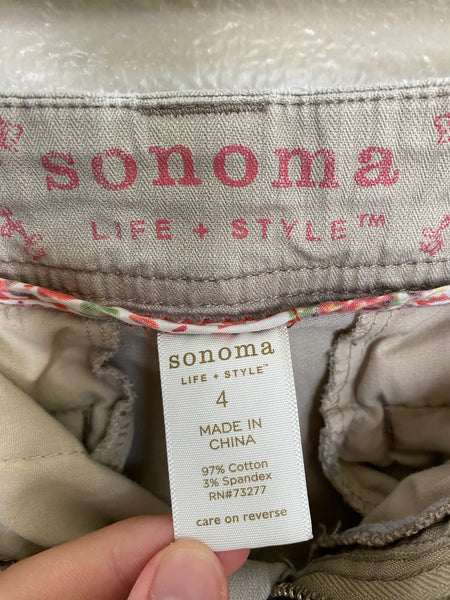 sonoma
LIFE + STYLE™
sonoma
LIFE + STYLE™
4
MADE IN
CHINA
97% Cotton
3% Spandex
RN#73277
care on reverse